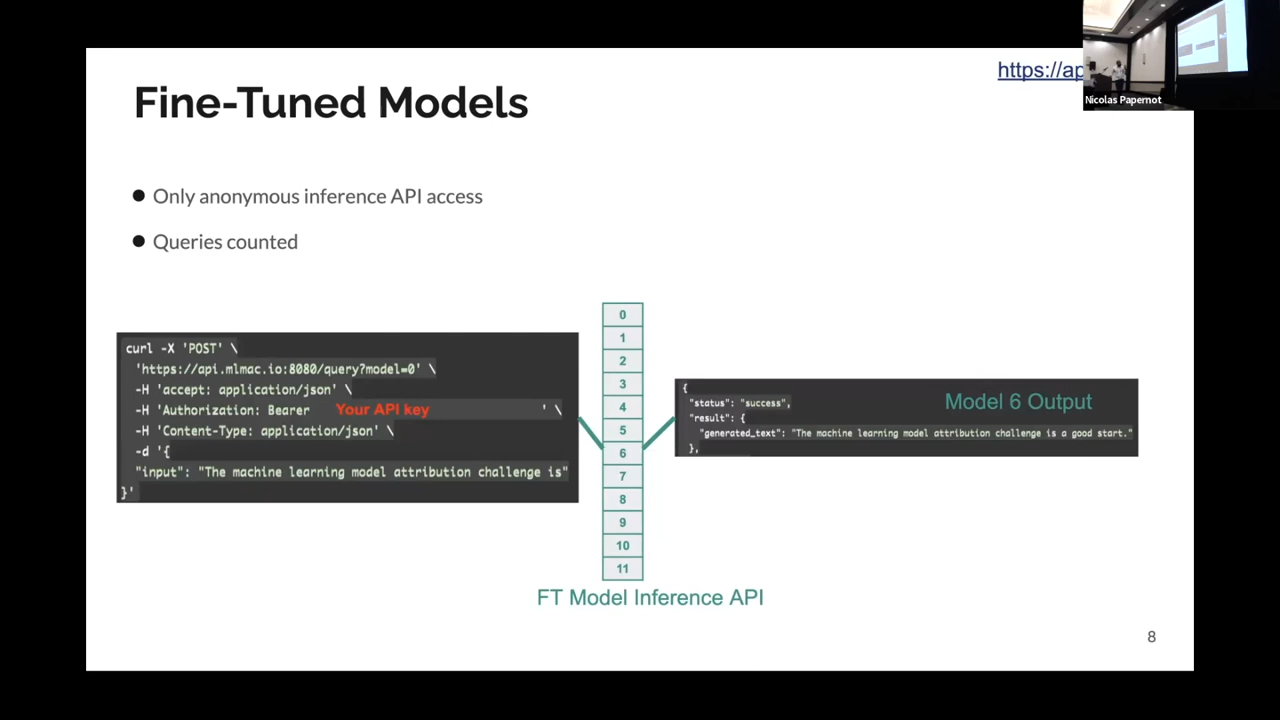 https://ap
Nicolas Papernot
Fine-Tuned Models
● Only anonymous inference API access
● Queries counted
curl -X 'POST' \
'https://api.mlmac.io:8080/query?model=0' \
-H 'accept: application/json' \
-H 'Authorization: Bearer Your API key ' \
-H 'Content-Type: application/json' \
-d '{
"input": "The machine learning model attribution challenge is"
}'
0
1
2
3
4
5
6
7
8
9
10
11
FT Model Inference API
{
"status": "success",
"result": {
"generated_text": "The machine learning model attribution challenge is a good start."
},
Model 6 Output
8